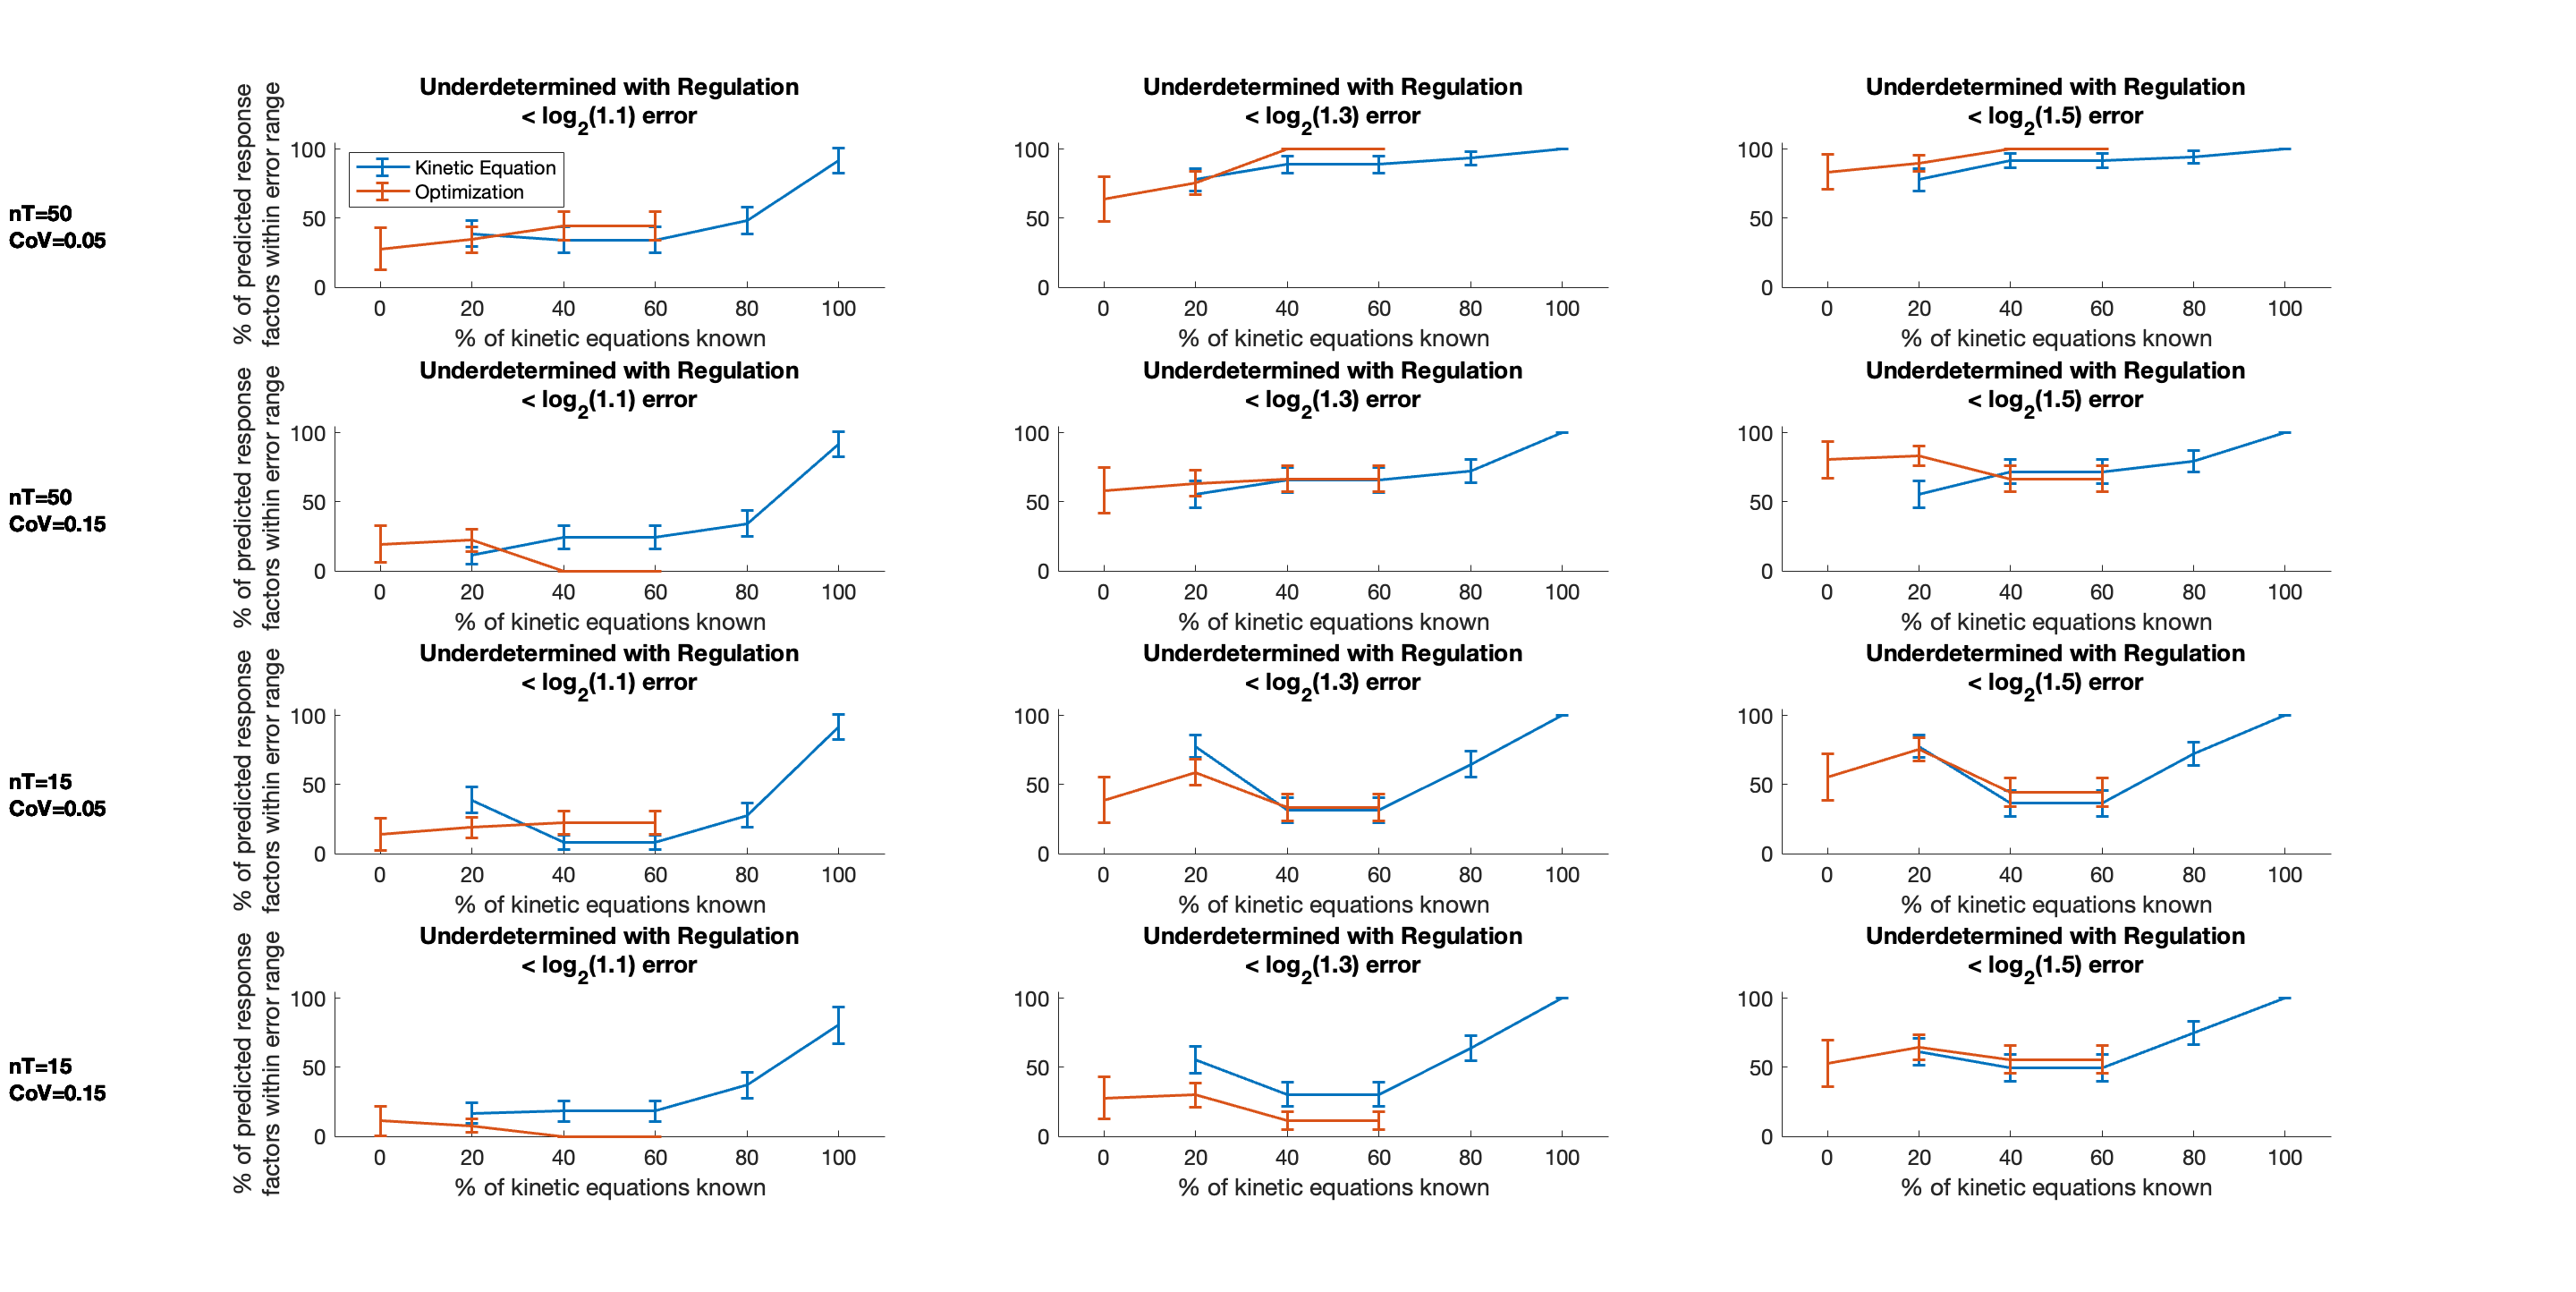 Underdetermined with Regulation
< log2(1.1) error
Underdetermined with Regulation
< log2(1.3) error
Underdetermined with Regulation
< log2(1.5) error
nT=50
CoV=0.05
% of predicted response
factors within error range
100
50
0
Kinetic Equation
Optimization
0 20 40 60 80 100
% of kinetic equations known
100
50
0
0 20 40 60 80 100
% of kinetic equations known
100
50
0
0 20 40 60 80 100
% of kinetic equations known
Underdetermined with Regulation
< log2(1.1) error
Underdetermined with Regulation
< log2(1.3) error
Underdetermined with Regulation
< log2(1.5) error
nT=50
CoV=0.15
% of predicted response
factors within error range
100
50
0
0 20 40 60 80 100
% of kinetic equations known
100
50
0
0 20 40 60 80 100
% of kinetic equations known
100
50
0
0 20 40 60 80 100
% of kinetic equations known
Underdetermined with Regulation
< log2(1.1) error
Underdetermined with Regulation
< log2(1.3) error
Underdetermined with Regulation
< log2(1.5) error
nT=15
CoV=0.05
% of predicted response
factors within error range
100
50
0
0 20 40 60 80 100
% of kinetic equations known
100
50
0
0 20 40 60 80 100
% of kinetic equations known
100
50
0
0 20 40 60 80 100
% of kinetic equations known
Underdetermined with Regulation
< log2(1.1) error
Underdetermined with Regulation
< log2(1.3) error
Underdetermined with Regulation
< log2(1.5) error
nT=15
CoV=0.15
% of predicted response
factors within error range
100
50
0
0 20 40 60 80 100
% of kinetic equations known
100
50
0
0 20 40 60 80 100
% of kinetic equations known
100
50
0
0 20 40 60 80 100
% of kinetic equations known